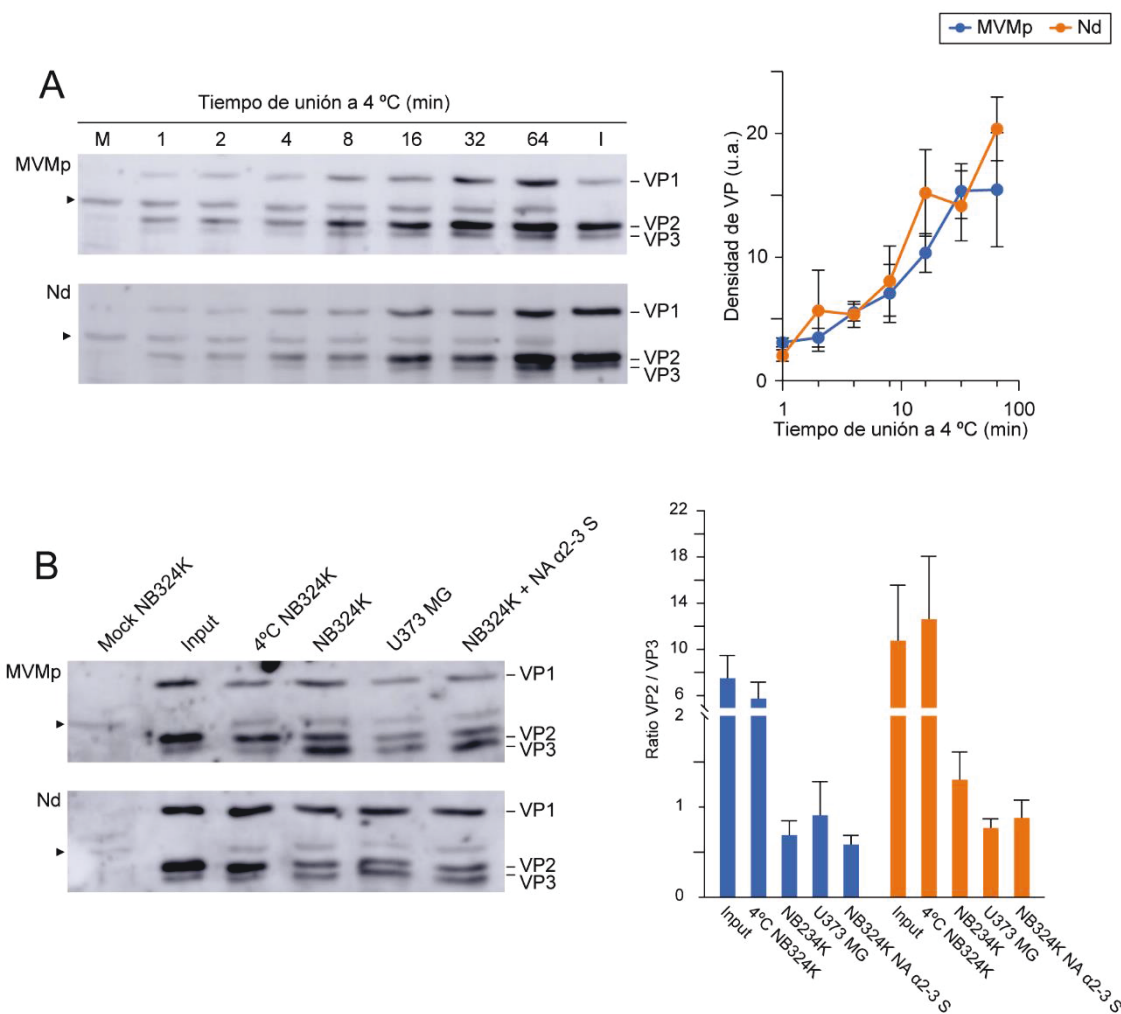 MVMp Nd
A
Tiempo de unión a 4 ºC (min)
M 1 2 4 8 16 32 64 I
MVMp
VP1
VP2
VP3
Nd
VP1
VP2
VP3
Densidad de VP (u.a.)
20
10
0
1 10 100
Tiempo de unión a 4 ºC (min)
B
Mock NB324K
Input
4ºC NB324K
NB324K
U373 MG
NB324K + NA α2-3 S
MVMp
VP1
VP2
VP3
Nd
VP1
VP2
VP3
Ratio VP2 / VP3
22
18
14
10
6
2
1
0
Input
4ºC NB324K
NB234K
U373 MG
NB324K NA α2-3 S
Input
4ºC NB324K
NB234K
U373 MG
NB324K NA α2-3 S